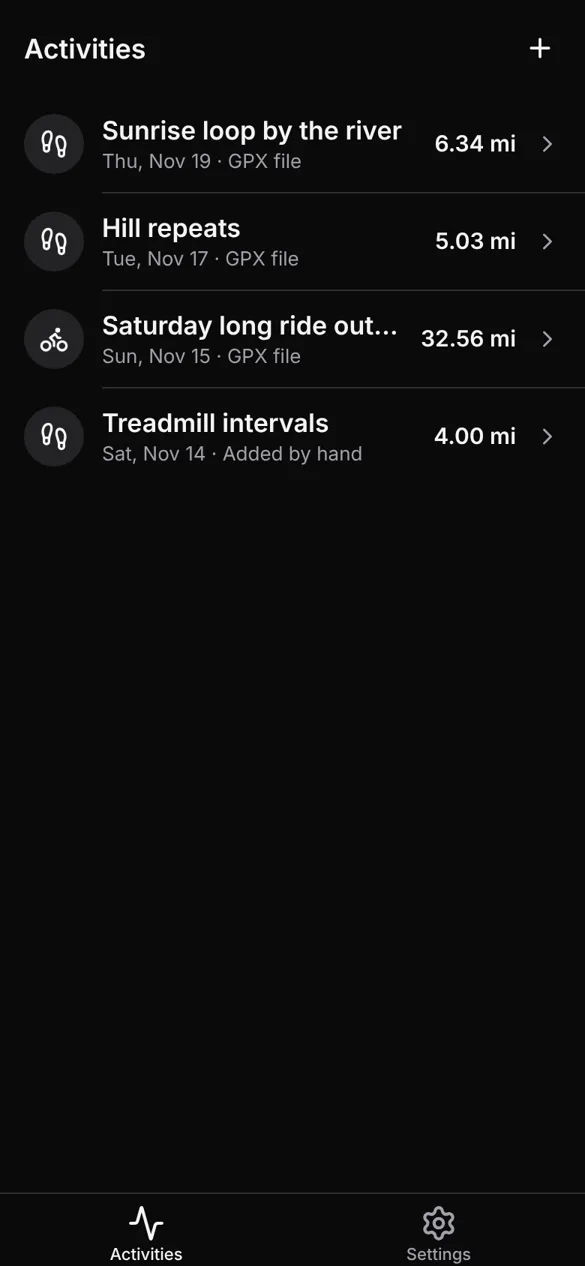 Activities
Sunrise loop by the river
Thu, Nov 19 · GPX file
6.34 mi
Hill repeats
Tue, Nov 17 · GPX file
5.03 mi
Saturday long ride out...
Sun, Nov 15 · GPX file
32.56 mi
Treadmill intervals
Sat, Nov 14 · Added by hand
4.00 mi
Activities
Settings